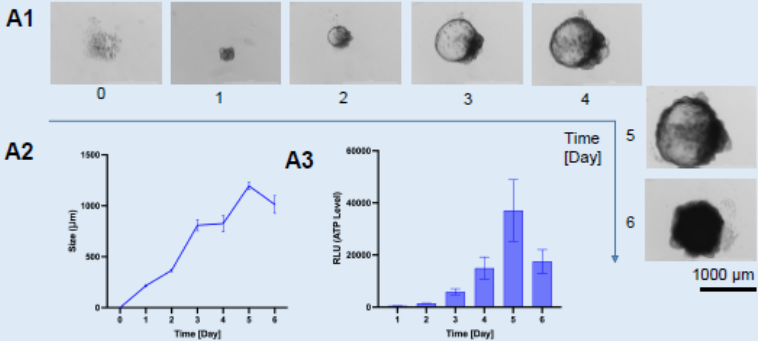 A1
0
1
2
3
4
5
6
Time
[Day]
1000 µm
A2
1500
1000
500
0
Size (µm)
0 1 2 3 4 5 6
Time [Day]
A3
60000
40000
20000
0
RLU (ATP Level)
1 2 3 4 5 6
Time [Day]